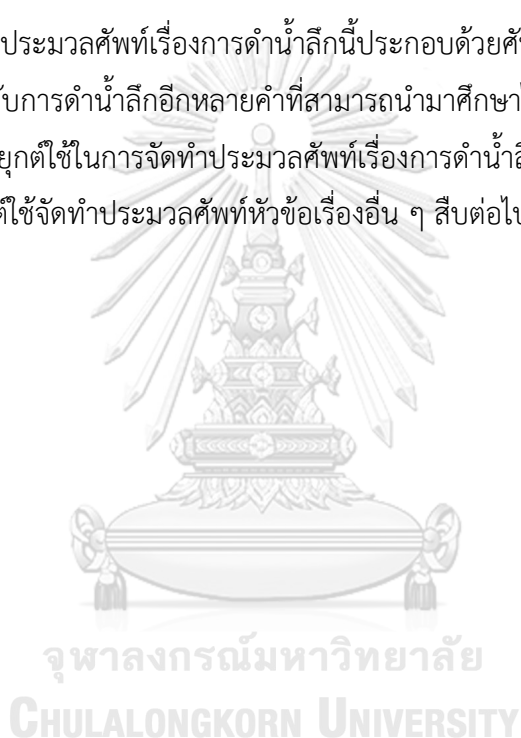 ประมวลศัพท์เรื่องการดำน้ำลึกนี้ประกอบด้วยศั
บการดำน้ำลึกอีกหลายคำที่สามารถนำมาศึกษา
ยุกต์ใช้ในการจัดทำประมวลศัพท์เรื่องการดำน้ำลึ
ต์ใช้จัดทำประมวลศัพท์หัวข้อเรื่องอื่น ๆ สืบต่อไป
จุฬาลงกรณ์มหาวิทยาลัย
CHULALONGKORN UNIVERSITY